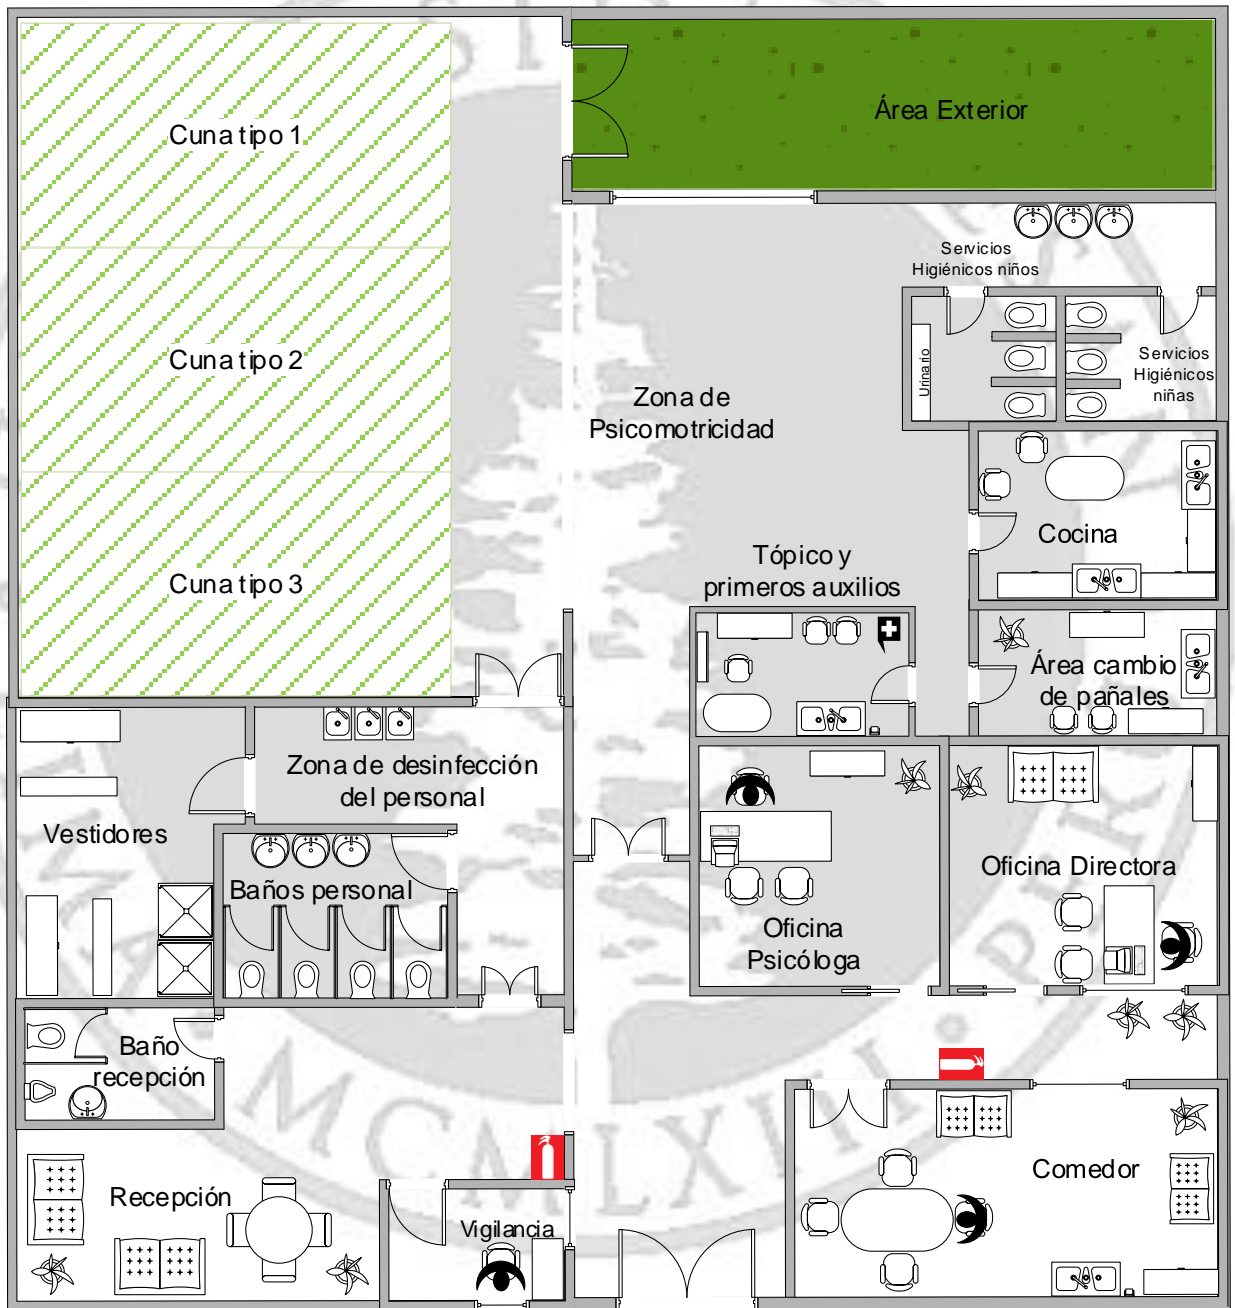 Cuna tipo 1
Área Exterior
Servicios
Higiénicos niños
Cuna tipo 2
Urinario
Servicios
Higiénicos
niñas
Zona de
Psicomotricidad
Cocina
Tópico y
primeros auxilios
Cuna tipo 3
Área cambio
de pañales
Zona de desinfección
del personal
Vestidores
Baños personal
Oficina Directora
Oficina
Psicóloga
Baño
recepción
Recepción
Vigilancia
Comedor
MCMLXIII